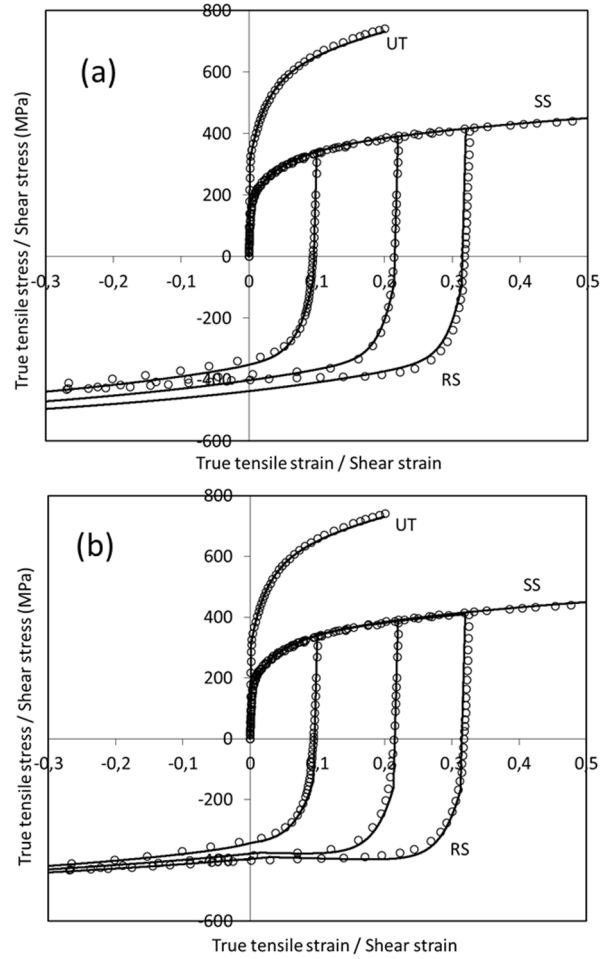 800
(a)
UT
600
SS
400
200
0
-0,3
-0,2
-0,1
0
0,1
0,2
0,3
0,4
0,5
-200
-400
RS
-600
True tensile stress / Shear stress (MPa)
True tensile strain / Shear strain
800
(b)
UT
600
SS
400
200
0
-0,3
-0,2
-0,1
0
0,1
0,2
0,3
0,4
0,5
-200
-400
RS
-600
True tensile stress / Shear stress (MPa)
True tensile strain / Shear strain